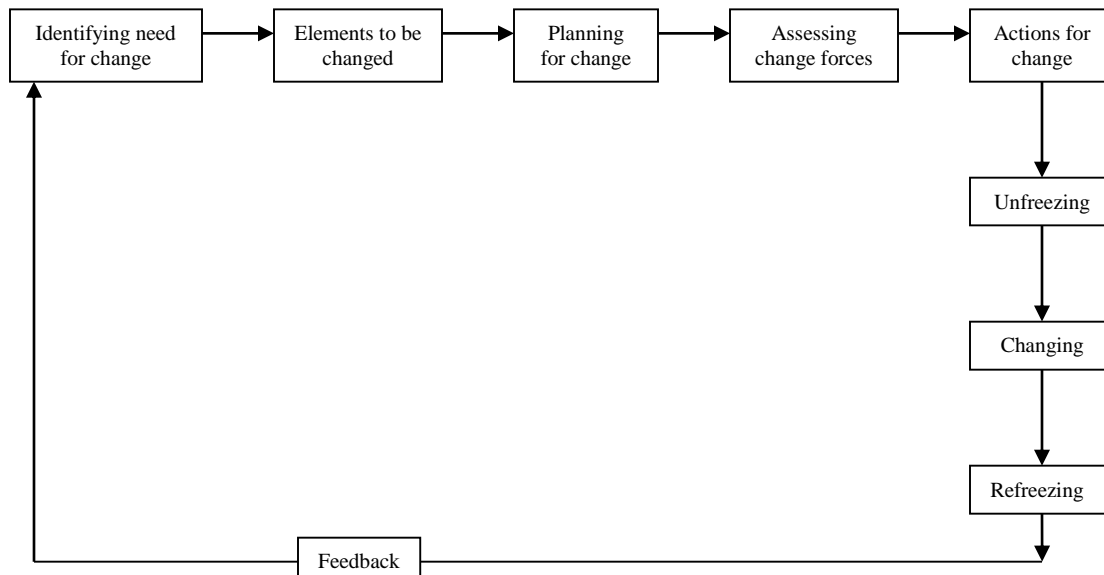 Identifying need
for change
Elements to be
changed
Planning
for change
Assessing
change forces
Actions for
change
Unfreezing
Changing
Refreezing
Feedback